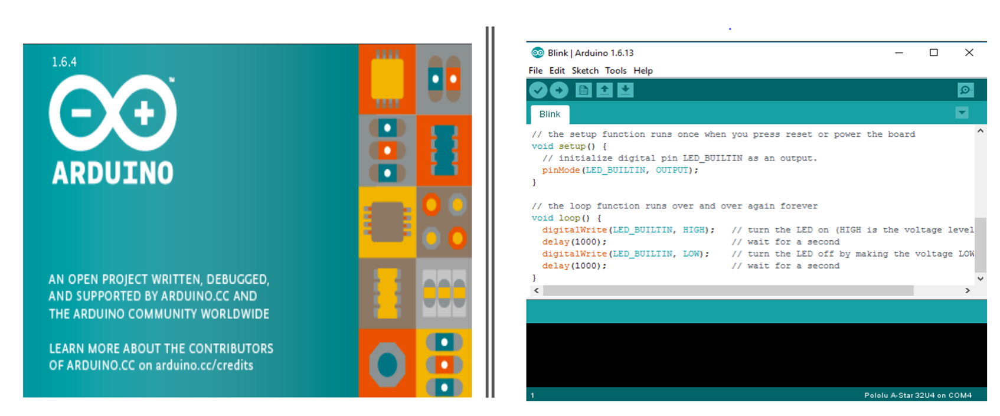 1.6.4
ARDUINO
AN OPEN PROJECT WRITTEN, DEBUGGED,
AND SUPPORTED BY ARDUINO.CC AND
THE ARDUINO COMMUNITY WORLDWIDE
LEARN MORE ABOUT THE CONTRIBUTORS
OF ARDUINO.CC on arduino.cc/credits
Blink | Arduino 1.6.13
File Edit Sketch Tools Help
Blink
// the setup function runs once when you press reset or power the board
void setup() {
  // initialize digital pin LED_BUILTIN as an output.
  pinMode(LED_BUILTIN, OUTPUT);
}
// the loop function runs over and over again forever
void loop() {
  digitalWrite(LED_BUILTIN, HIGH);   // turn the LED on (HIGH is the voltage level
  delay(1000);                       // wait for a second
  digitalWrite(LED_BUILTIN, LOW);    // turn the LED off by making the voltage LOW
  delay(1000);                       // wait for a second
}
1
Pololu A-Star 32U4 on COM4